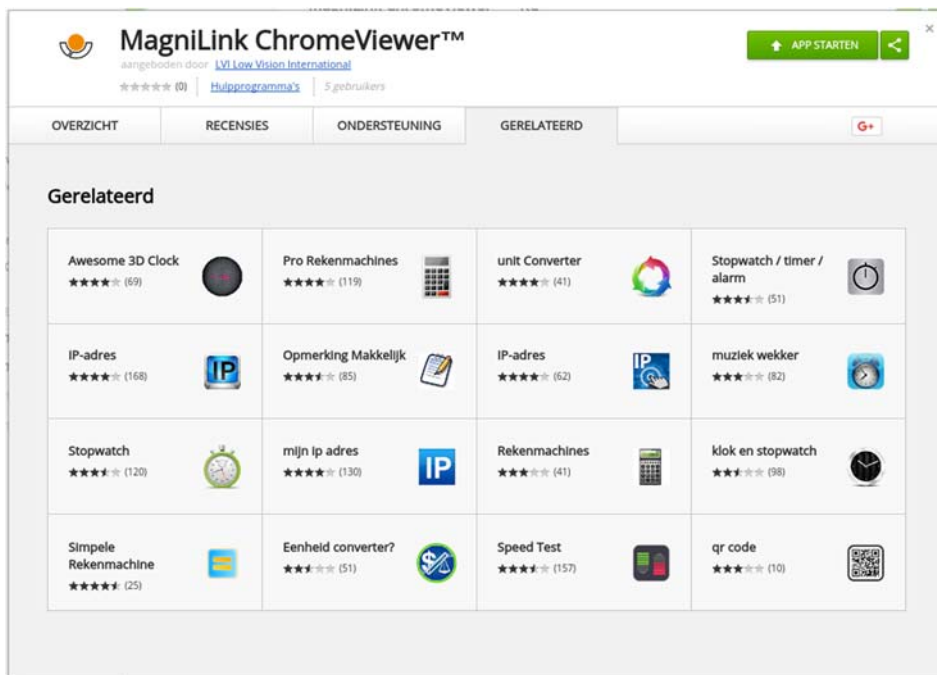 MagniLink ChromeViewer™
aangeboden door LVI Low Vision International
(0) Hulpprogramma's 5 gebruikers
APP STARTEN
OVERZICHT RECENSIES ONDERSTEUNING GERELATEERD G+
Gerelateerd
Awesome 3D Clock
(69)
Pro Rekenmachines
(119)
unit Converter
(41)
Stopwatch / timer /
alarm
(51)
IP-adres
(168)
IP
Opmerking Makkelijk
(85)
IP-adres
(62)
IP
muziek wekker
(82)
Stopwatch
(120)
mijn ip adres
(130)
IP
Rekenmachines
(41)
klok en stopwatch
(98)
Simpele
Rekenmachine
(25)
Eenheid converter?
(51)
Speed Test
(157)
qr code
(10)